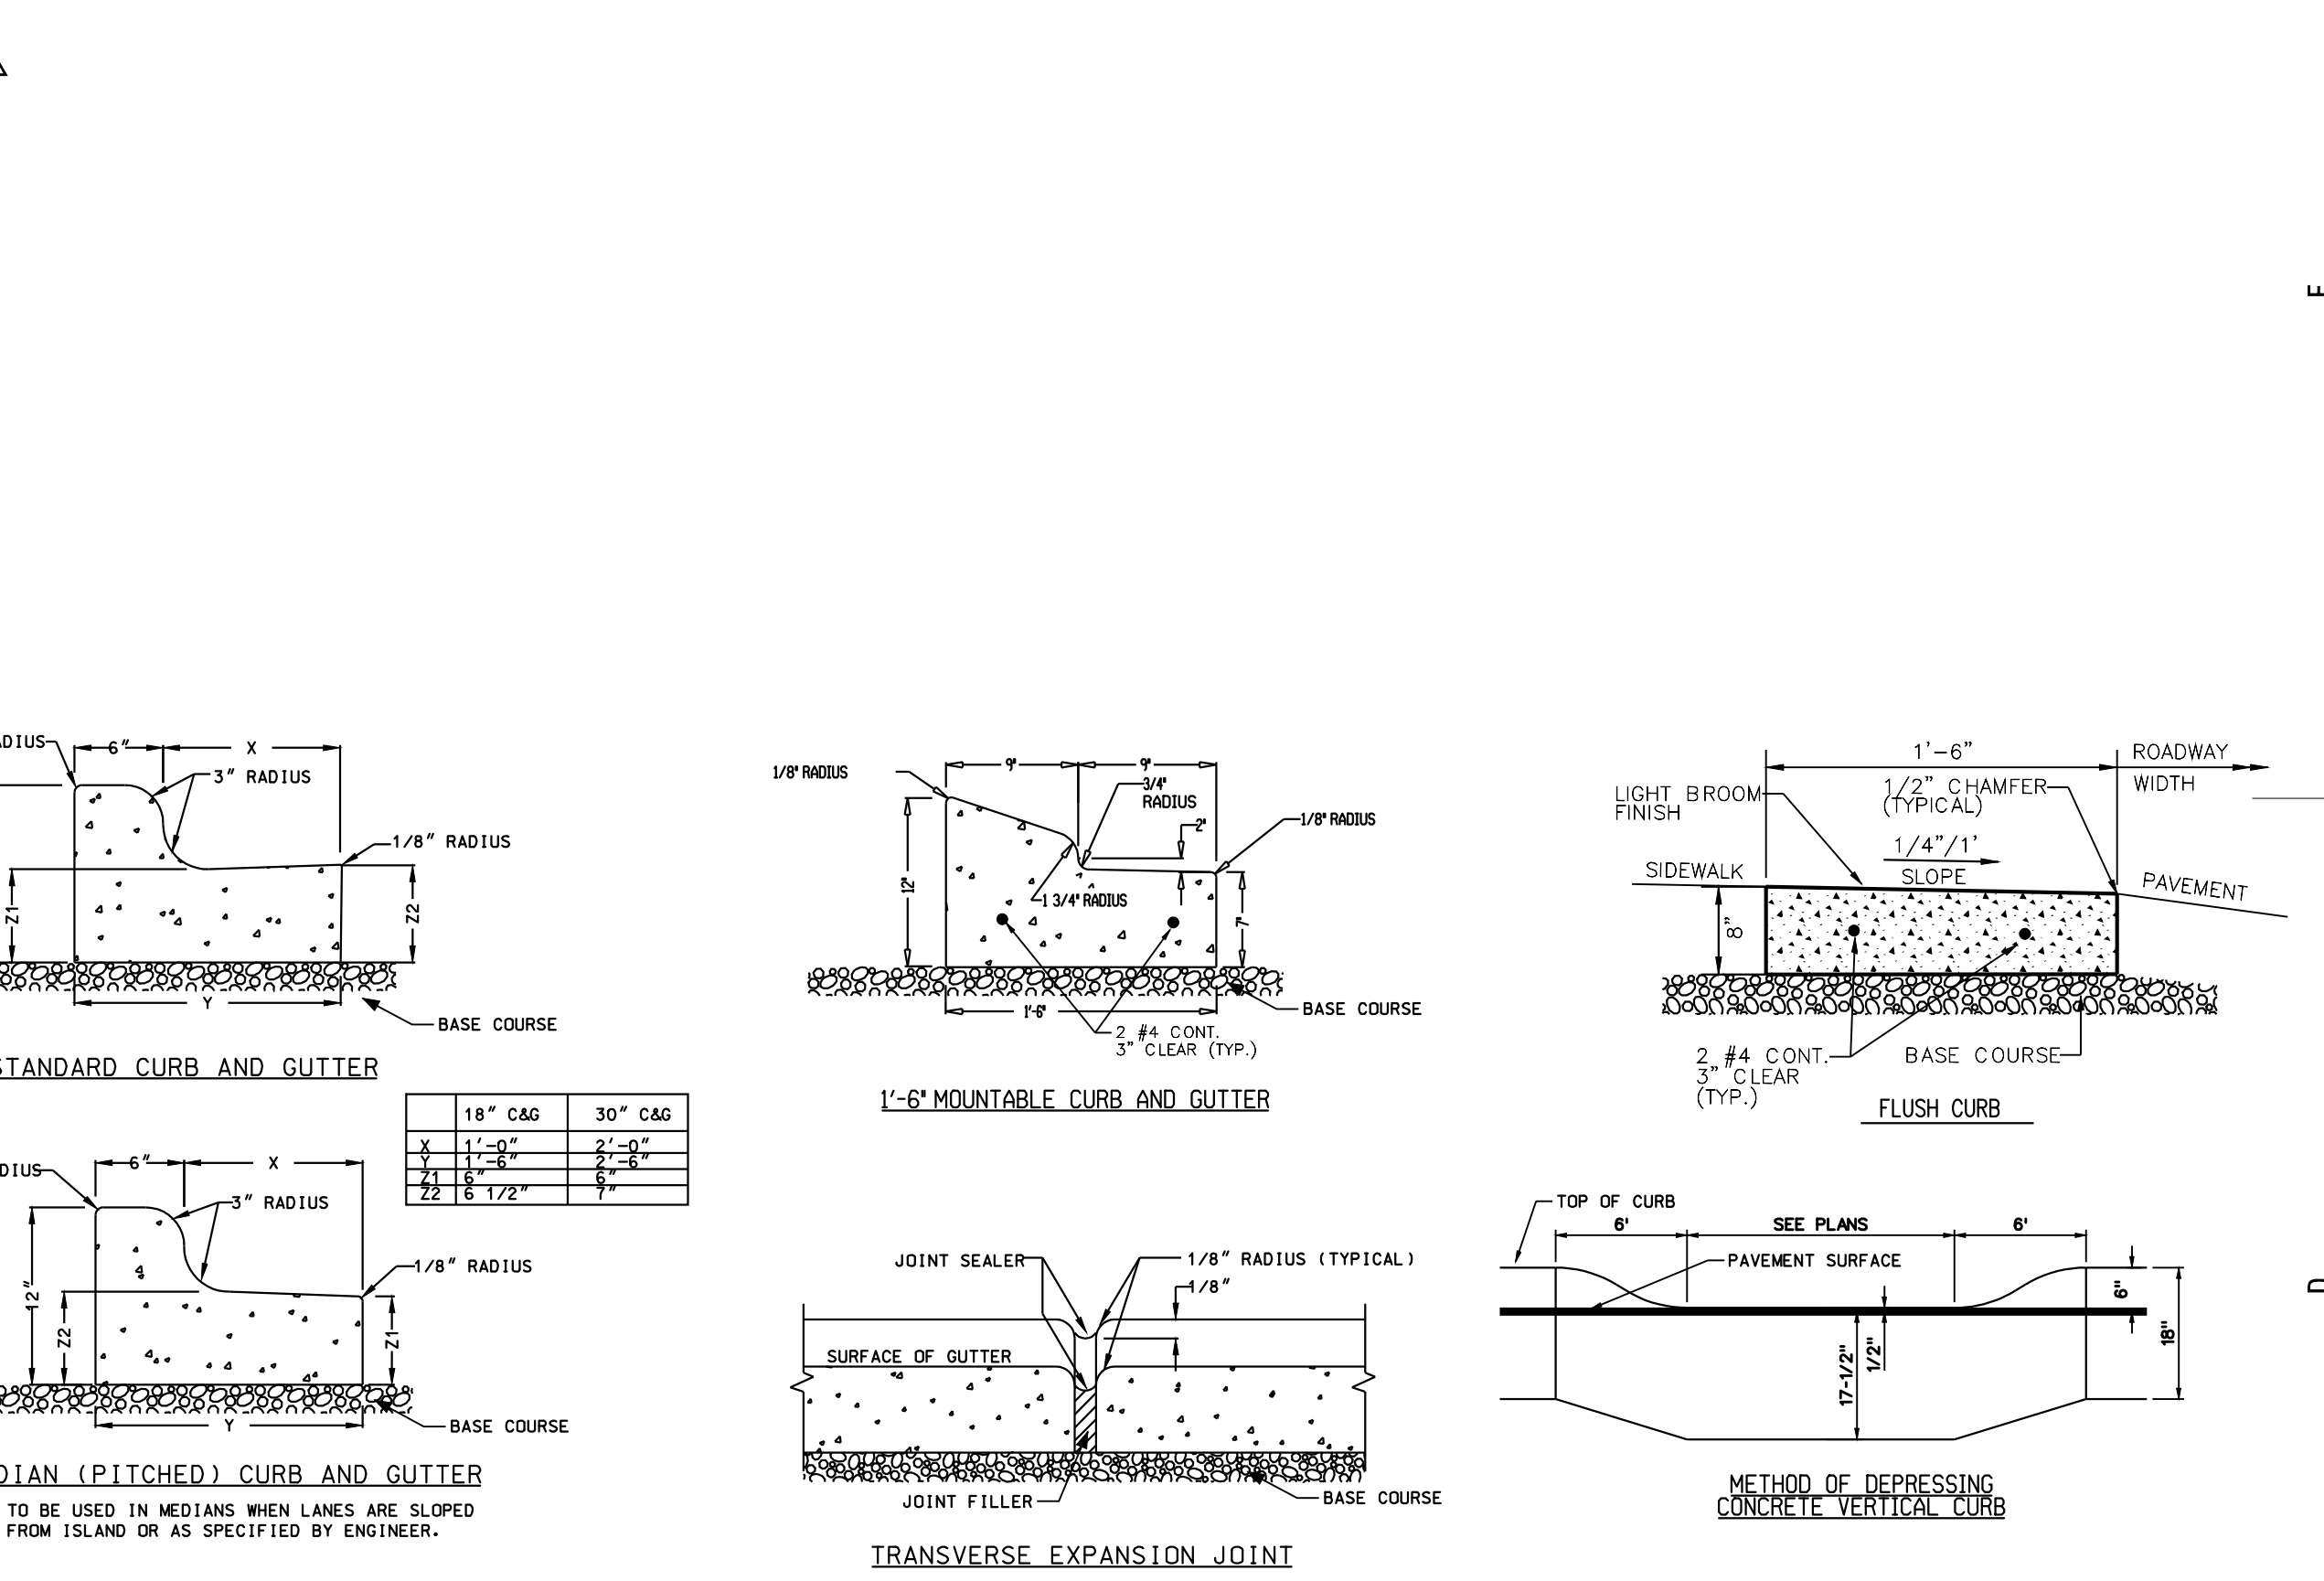 E
D
ADIUS
6"
X
3" RADIUS
1/8" RADIUS
Z1
Z2
Y
BASE COURSE
STANDARD CURB AND GUTTER
18" C&G 30" C&G
X 1'-0" 2'-0"
Y 1'-6" 2'-6"
Z1 6" 6"
Z2 6 1/2" 7"
DIUS
6"
X
3" RADIUS
1/8" RADIUS
12"
Z2
Z1
Y
BASE COURSE
DIAN (PITCHED) CURB AND GUTTER
TO BE USED IN MEDIANS WHEN LANES ARE SLOPED
FROM ISLAND OR AS SPECIFIED BY ENGINEER.
1/8" RADIUS
9"
9"
3/4"
RADIUS
2"
1/8" RADIUS
12"
1 3/4" RADIUS
7"
1'-6"
BASE COURSE
2 #4 CONT.
3" CLEAR (TYP.)
1'-6" MOUNTABLE CURB AND GUTTER
JOINT SEALER
1/8" RADIUS (TYPICAL)
1/8"
SURFACE OF GUTTER
JOINT FILLER
BASE COURSE
TRANSVERSE EXPANSION JOINT
1'-6"
ROADWAY
WIDTH
LIGHT BROOM
FINISH
1/2" CHAMFER
(TYPICAL)
1/4"/1'
SLOPE
SIDEWALK
PAVEMENT
8"
2 #4 CONT.
3" CLEAR
(TYP.)
BASE COURSE
FLUSH CURB
TOP OF CURB
6'
SEE PLANS
6'
PAVEMENT SURFACE
6"
18"
17-1/2"
1/2"
METHOD OF DEPRESSING
CONCRETE VERTICAL CURB